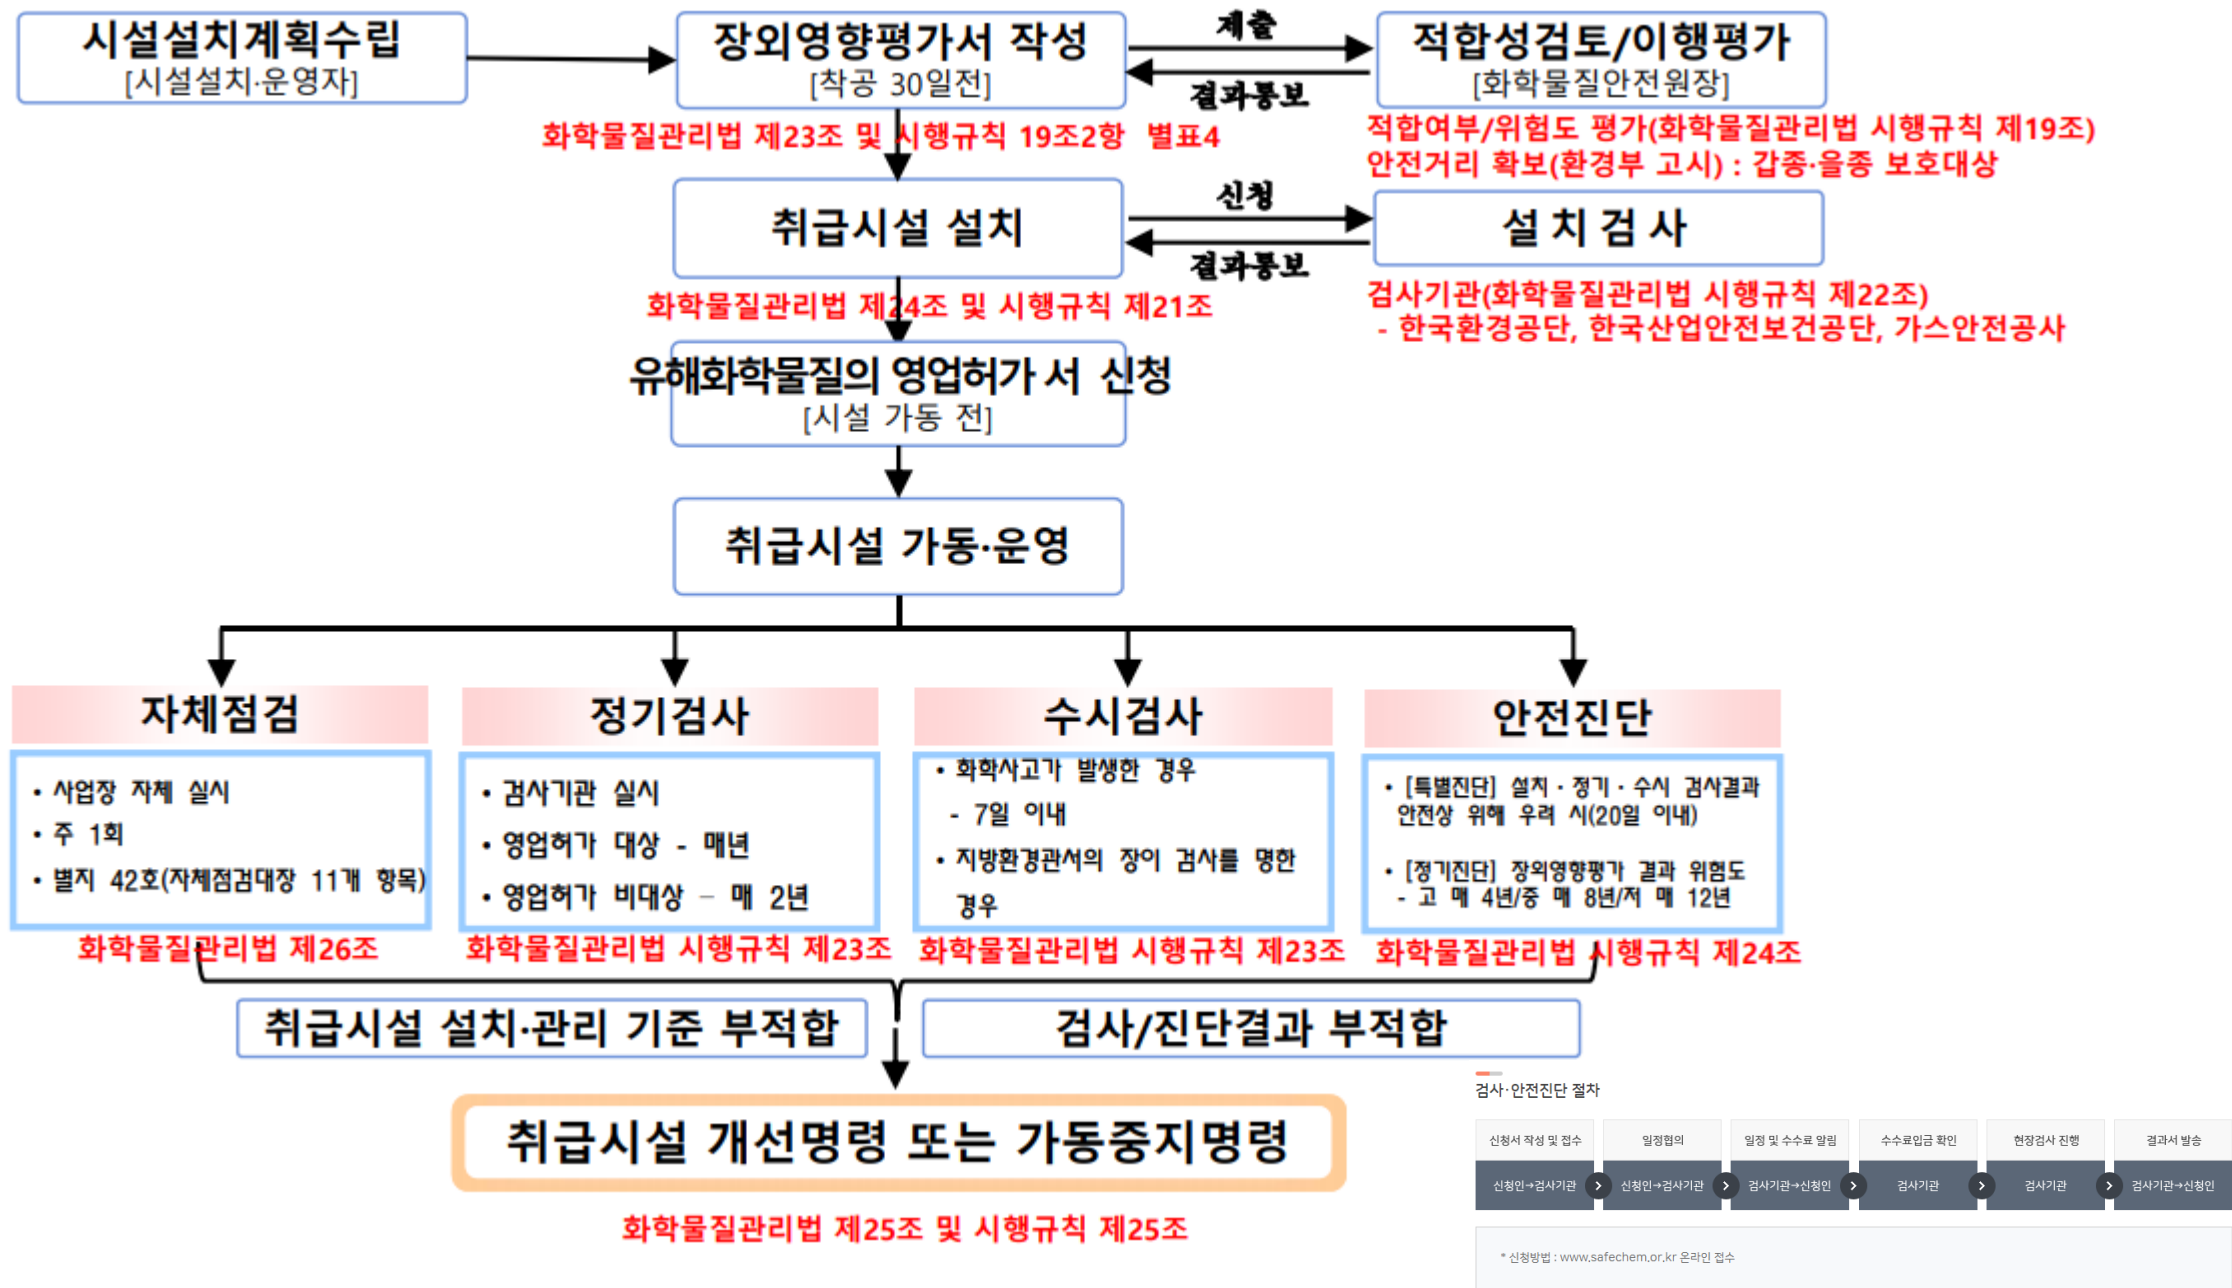 시설설치계획수립
[시설설치·운영자]
장외영향평가서 작성
[착공 30일전]
제출
결과통보
적합성검토/이행평가
[화학물질안전원장]
화학물질관리법 제23조 및 시행규칙 19조2항 별표4
적합여부/위험도 평가(화학물질관리법 시행규칙 제19조)
안전거리 확보(환경부 고시) : 갑종·을종 보호대상
취급시설 설치
신청
결과통보
설 치 검 사
화학물질관리법 제24조 및 시행규칙 제21조
검사기관(화학물질관리법 시행규칙 제22조)
- 한국환경공단, 한국산업안전보건공단, 가스안전공사
유해화학물질의 영업허가 서 신청
[시설 가동 전]
취급시설 가동·운영
자체점검
• 사업장 자체 실시
• 주 1회
• 별지 42호(자체점검대장 11개 항목)
화학물질관리법 제26조
정기검사
• 검사기관 실시
• 영업허가 대상 - 매년
• 영업허가 비대상 – 매 2년
화학물질관리법 시행규칙 제23조
수시검사
• 화학사고가 발생한 경우
- 7일 이내
• 지방환경관서의 장이 검사를 명한
경우
화학물질관리법 시행규칙 제23조
안전진단
• [특별진단] 설치·정기·수시 검사결과
안전상 위해 우려 시(20일 이내)
• [정기진단] 장외영향평가 결과 위험도
- 고 매 4년/중 매 8년/저 매 12년
화학물질관리법 시행규칙 제24조
취급시설 설치·관리 기준 부적합
검사/진단결과 부적합
취급시설 개선명령 또는 가동중지명령
화학물질관리법 제25조 및 시행규칙 제25조
검사·안전진단 절차
신청서 작성 및 접수
신청인→검사기관
일정협의
신청인→검사기관
일정 및 수수료 알림
검사기관→신청인
수수료입금 확인
검사기관
현장검사 진행
검사기관
결과서 발송
검사기관→신청인
* 신청방법 : www.safechem.or.kr 온라인 접수